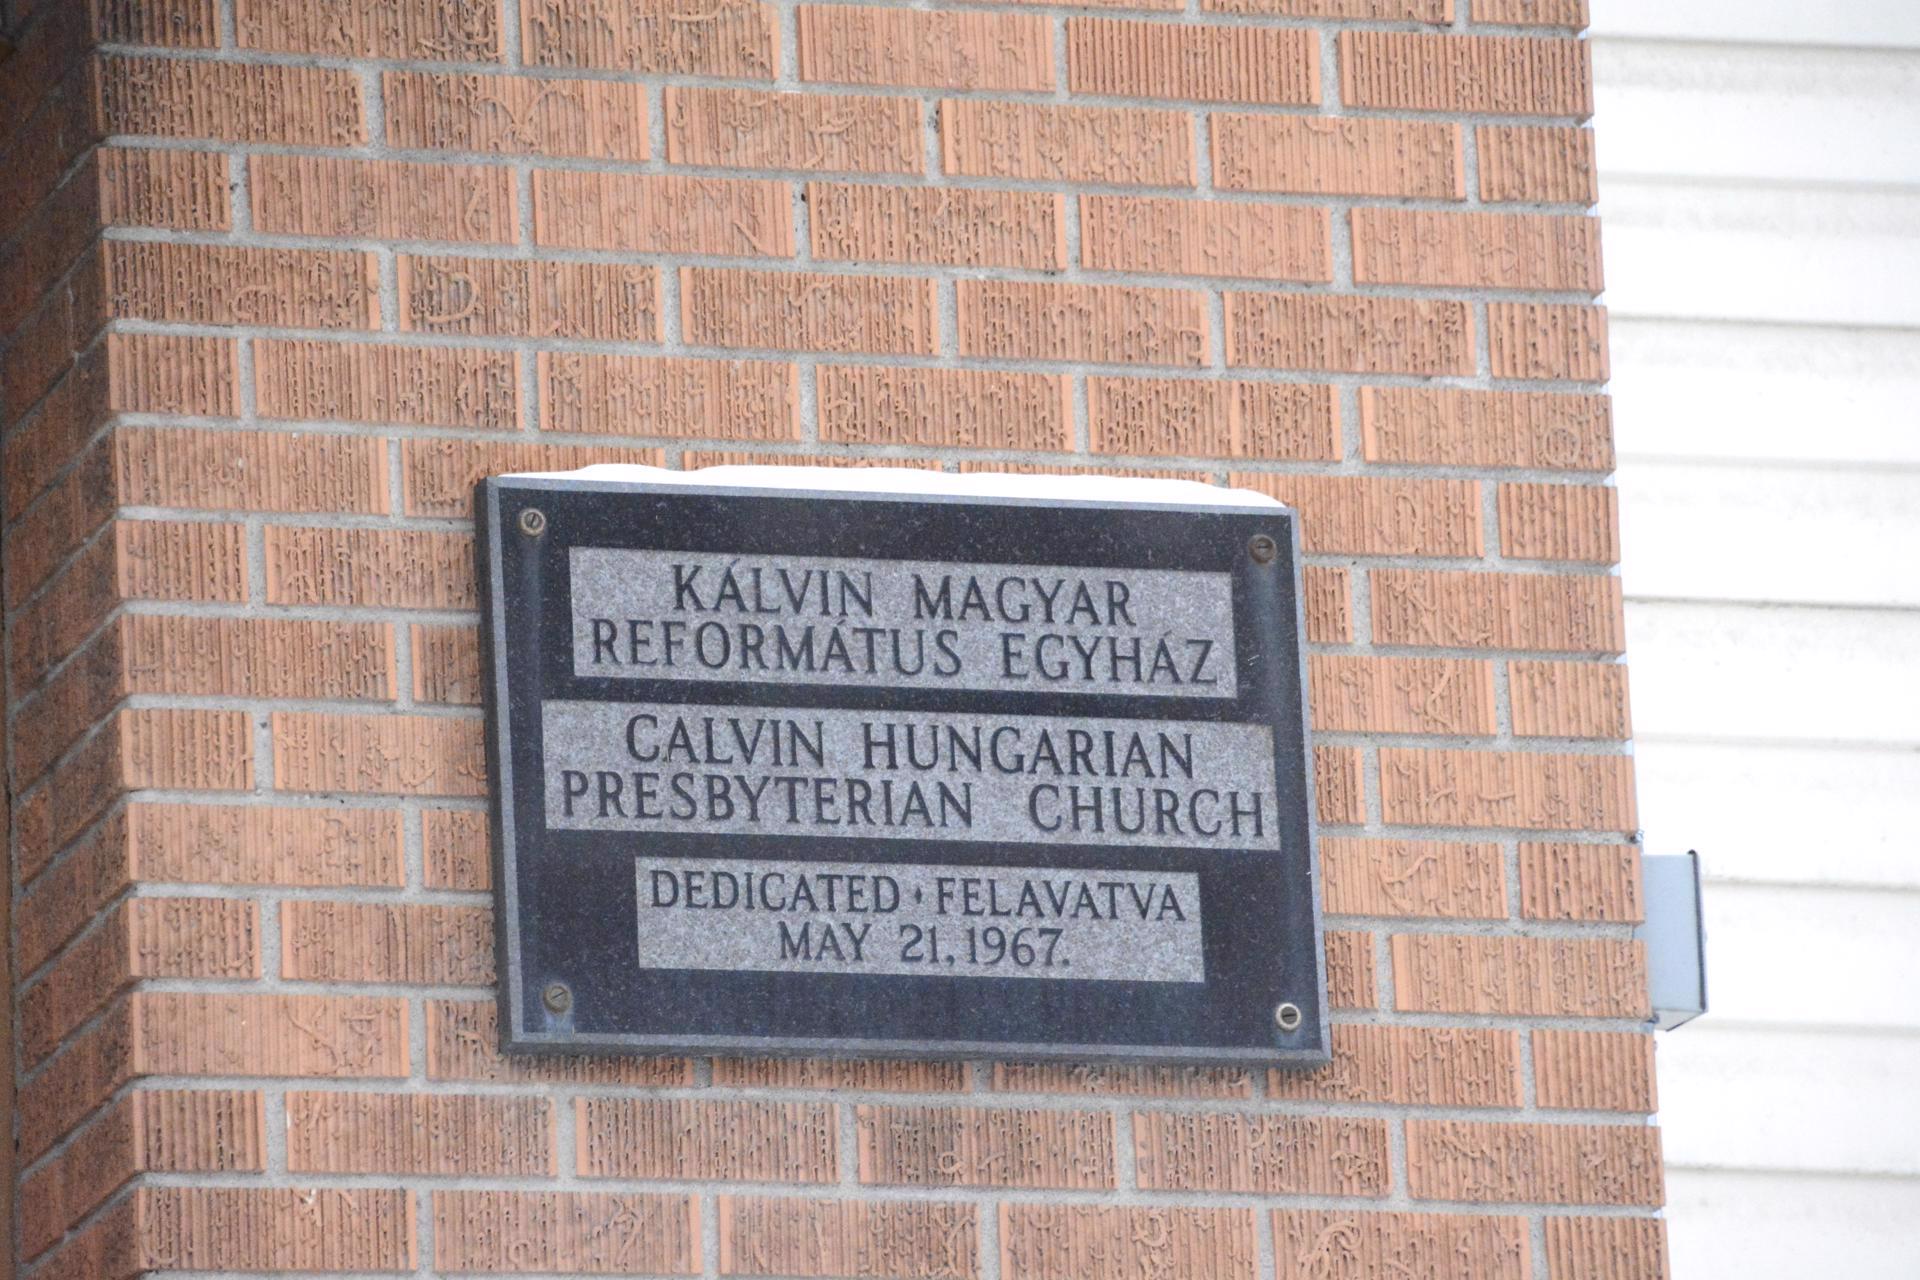 KÁLVIN MAGYAR
REFORMÁTUS EGYHÁZ
CALVIN HUNGARIAN
PRESBYTERIAN CHURCH
DEDICATED · FELAVATVA
MAY 21, 1967.